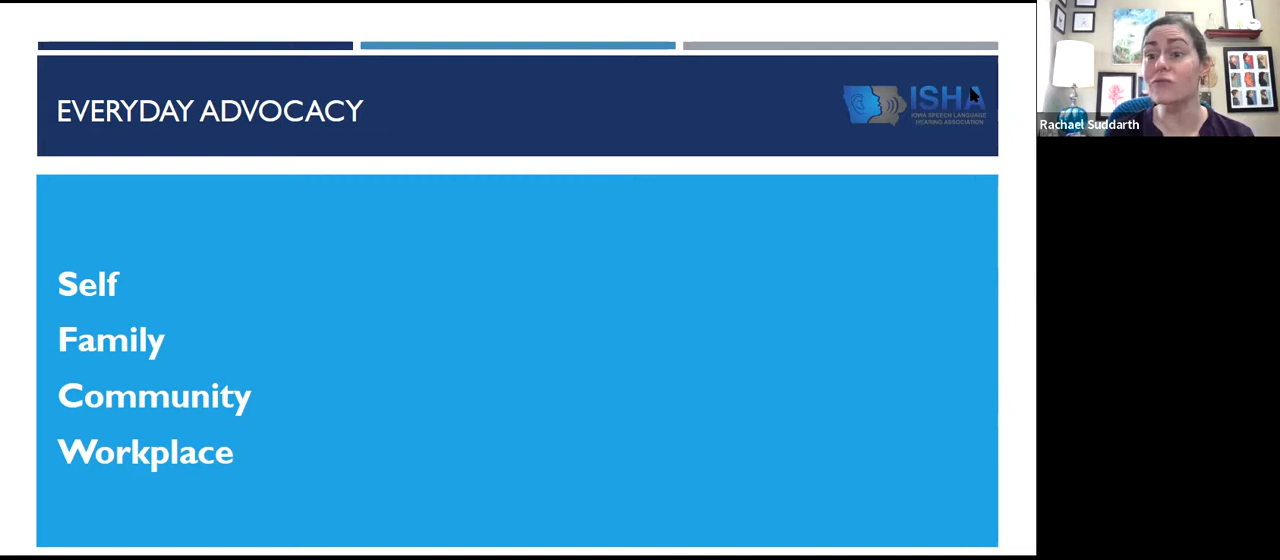 EVERYDAY ADVOCACY
ISHA
IOWA SPEECH LANGUAGE
HEARING ASSOCIATION
Rachael Suddarth
Self
Family
Community
Workplace